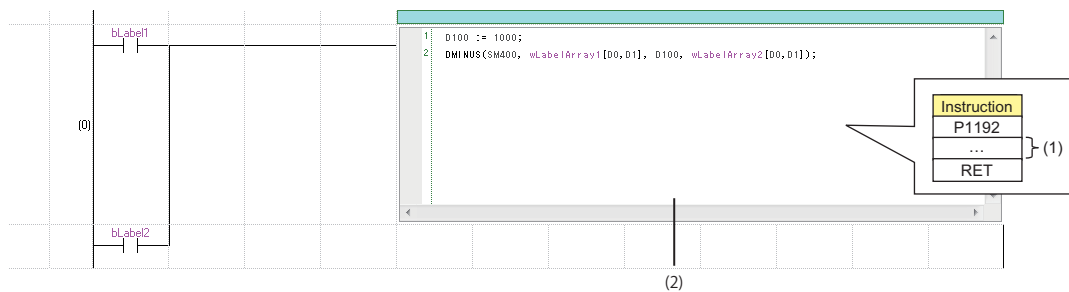 bLabel1
1 D100 := 1000;
2 DMINUS(SM400, wLabelArray1[D0,D1], D100, wLabelArray2[D0,D1]);
Instruction
P1192
... (1)
RET
(0)
bLabel2
(2)